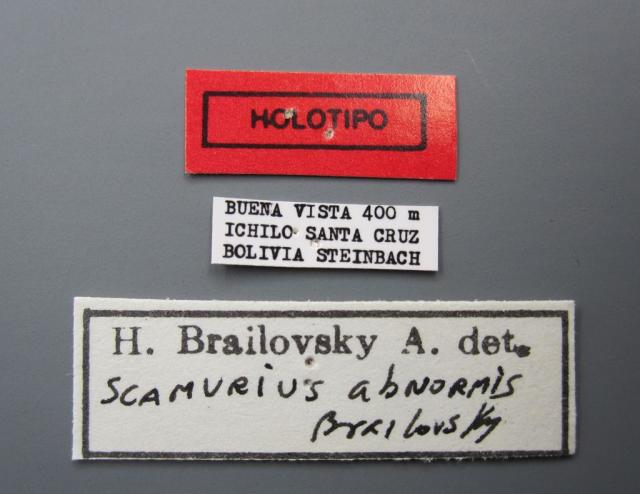 HOLOTIPO
BUENA VISTA 400 m
ICHILO SANTA CRUZ
BOLIVIA STEINBACH
H. Brailovsky A. det.
SCAMURIUS abNORMIS
Brailovsky